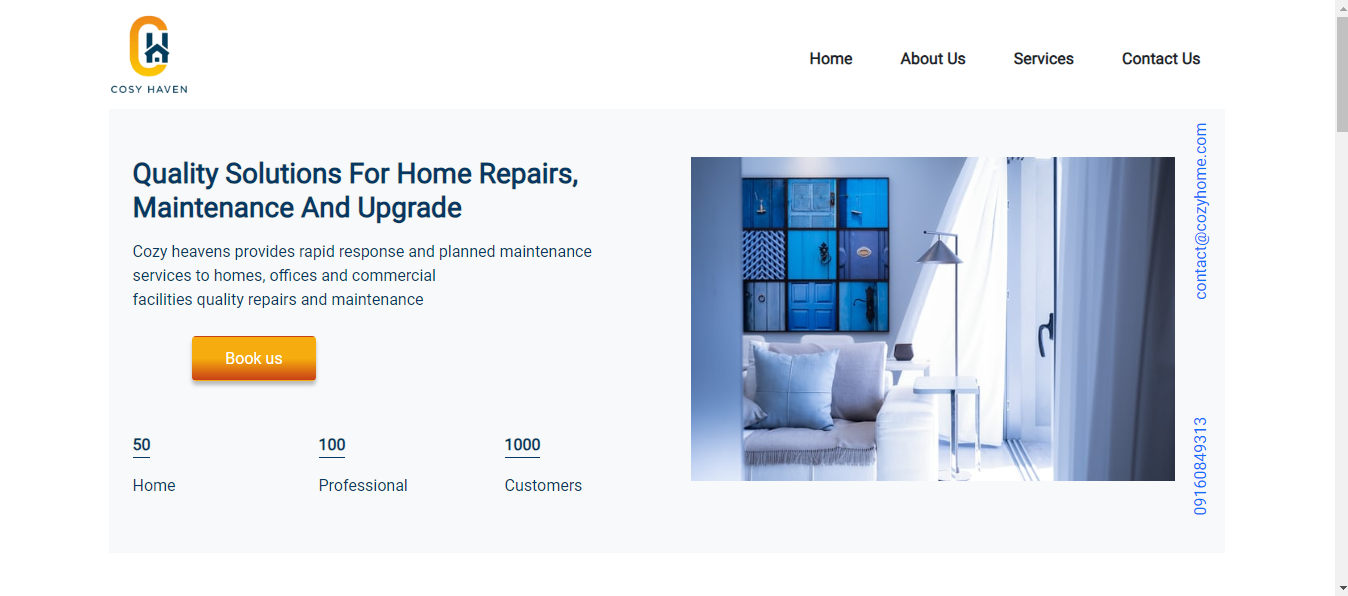 COSY HAVEN
Home
About Us
Services
Contact Us
Quality Solutions For Home Repairs,
Maintenance And Upgrade
Cozy heavens provides rapid response and planned maintenance
services to homes, offices and commercial
facilities quality repairs and maintenance
Book us
50
100
1000
Home
Professional
Customers
contact@cozyhome.com
09160849313